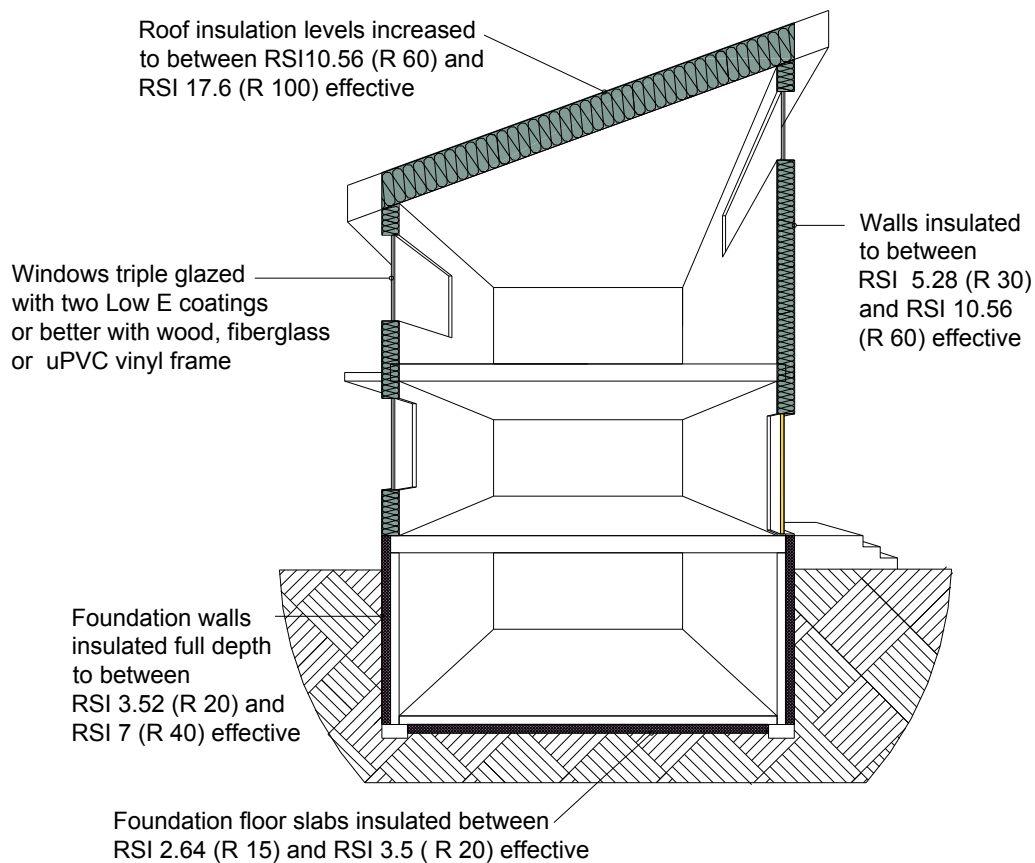 Roof insulation levels increased
to between RSI10.56 (R 60) and
RSI 17.6 (R 100) effective
Walls insulated
to between
RSI 5.28 (R 30)
and RSI 10.56
(R 60) effective
Windows triple glazed
with two Low E coatings
or better with wood, fiberglass
or uPVC vinyl frame
Foundation walls
insulated full depth
to between
RSI 3.52 (R 20) and
RSI 7 (R 40) effective
Foundation floor slabs insulated between
RSI 2.64 (R 15) and RSI 3.5 ( R 20) effective